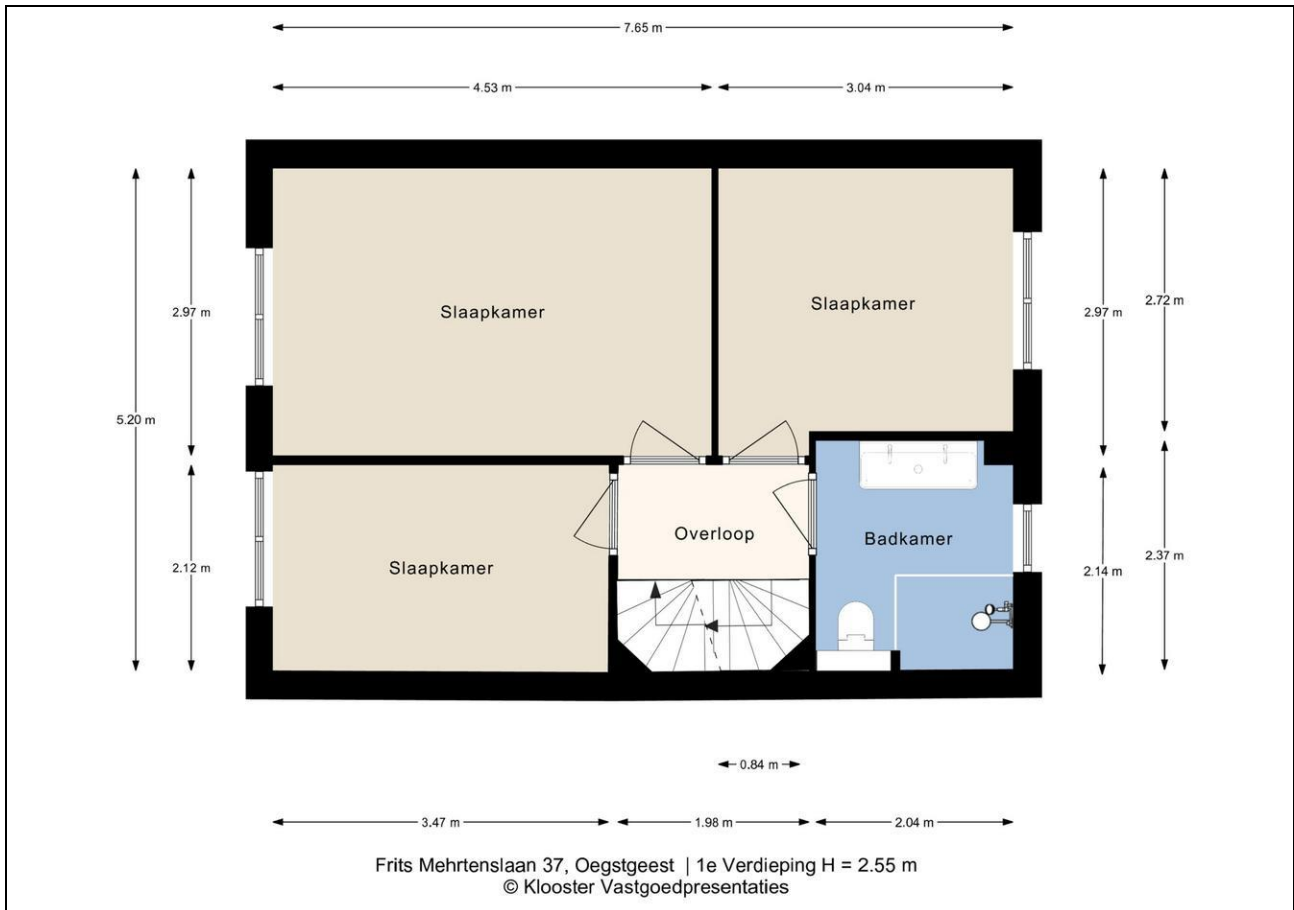 7.65 m
4.53 m
3.04 m
2.97 m
2.97 m
2.72 m
Slaapkamer
Slaapkamer
5.20 m
Overloop
Badkamer
2.37 m
Slaapkamer
2.12 m
2.14 m
0.84 m
3.47 m
1.98 m
2.04 m
Frits Mehrtenslaan 37, Oegstgeest | 1e Verdieping H = 2.55 m
© Klooster Vastgoedpresentaties